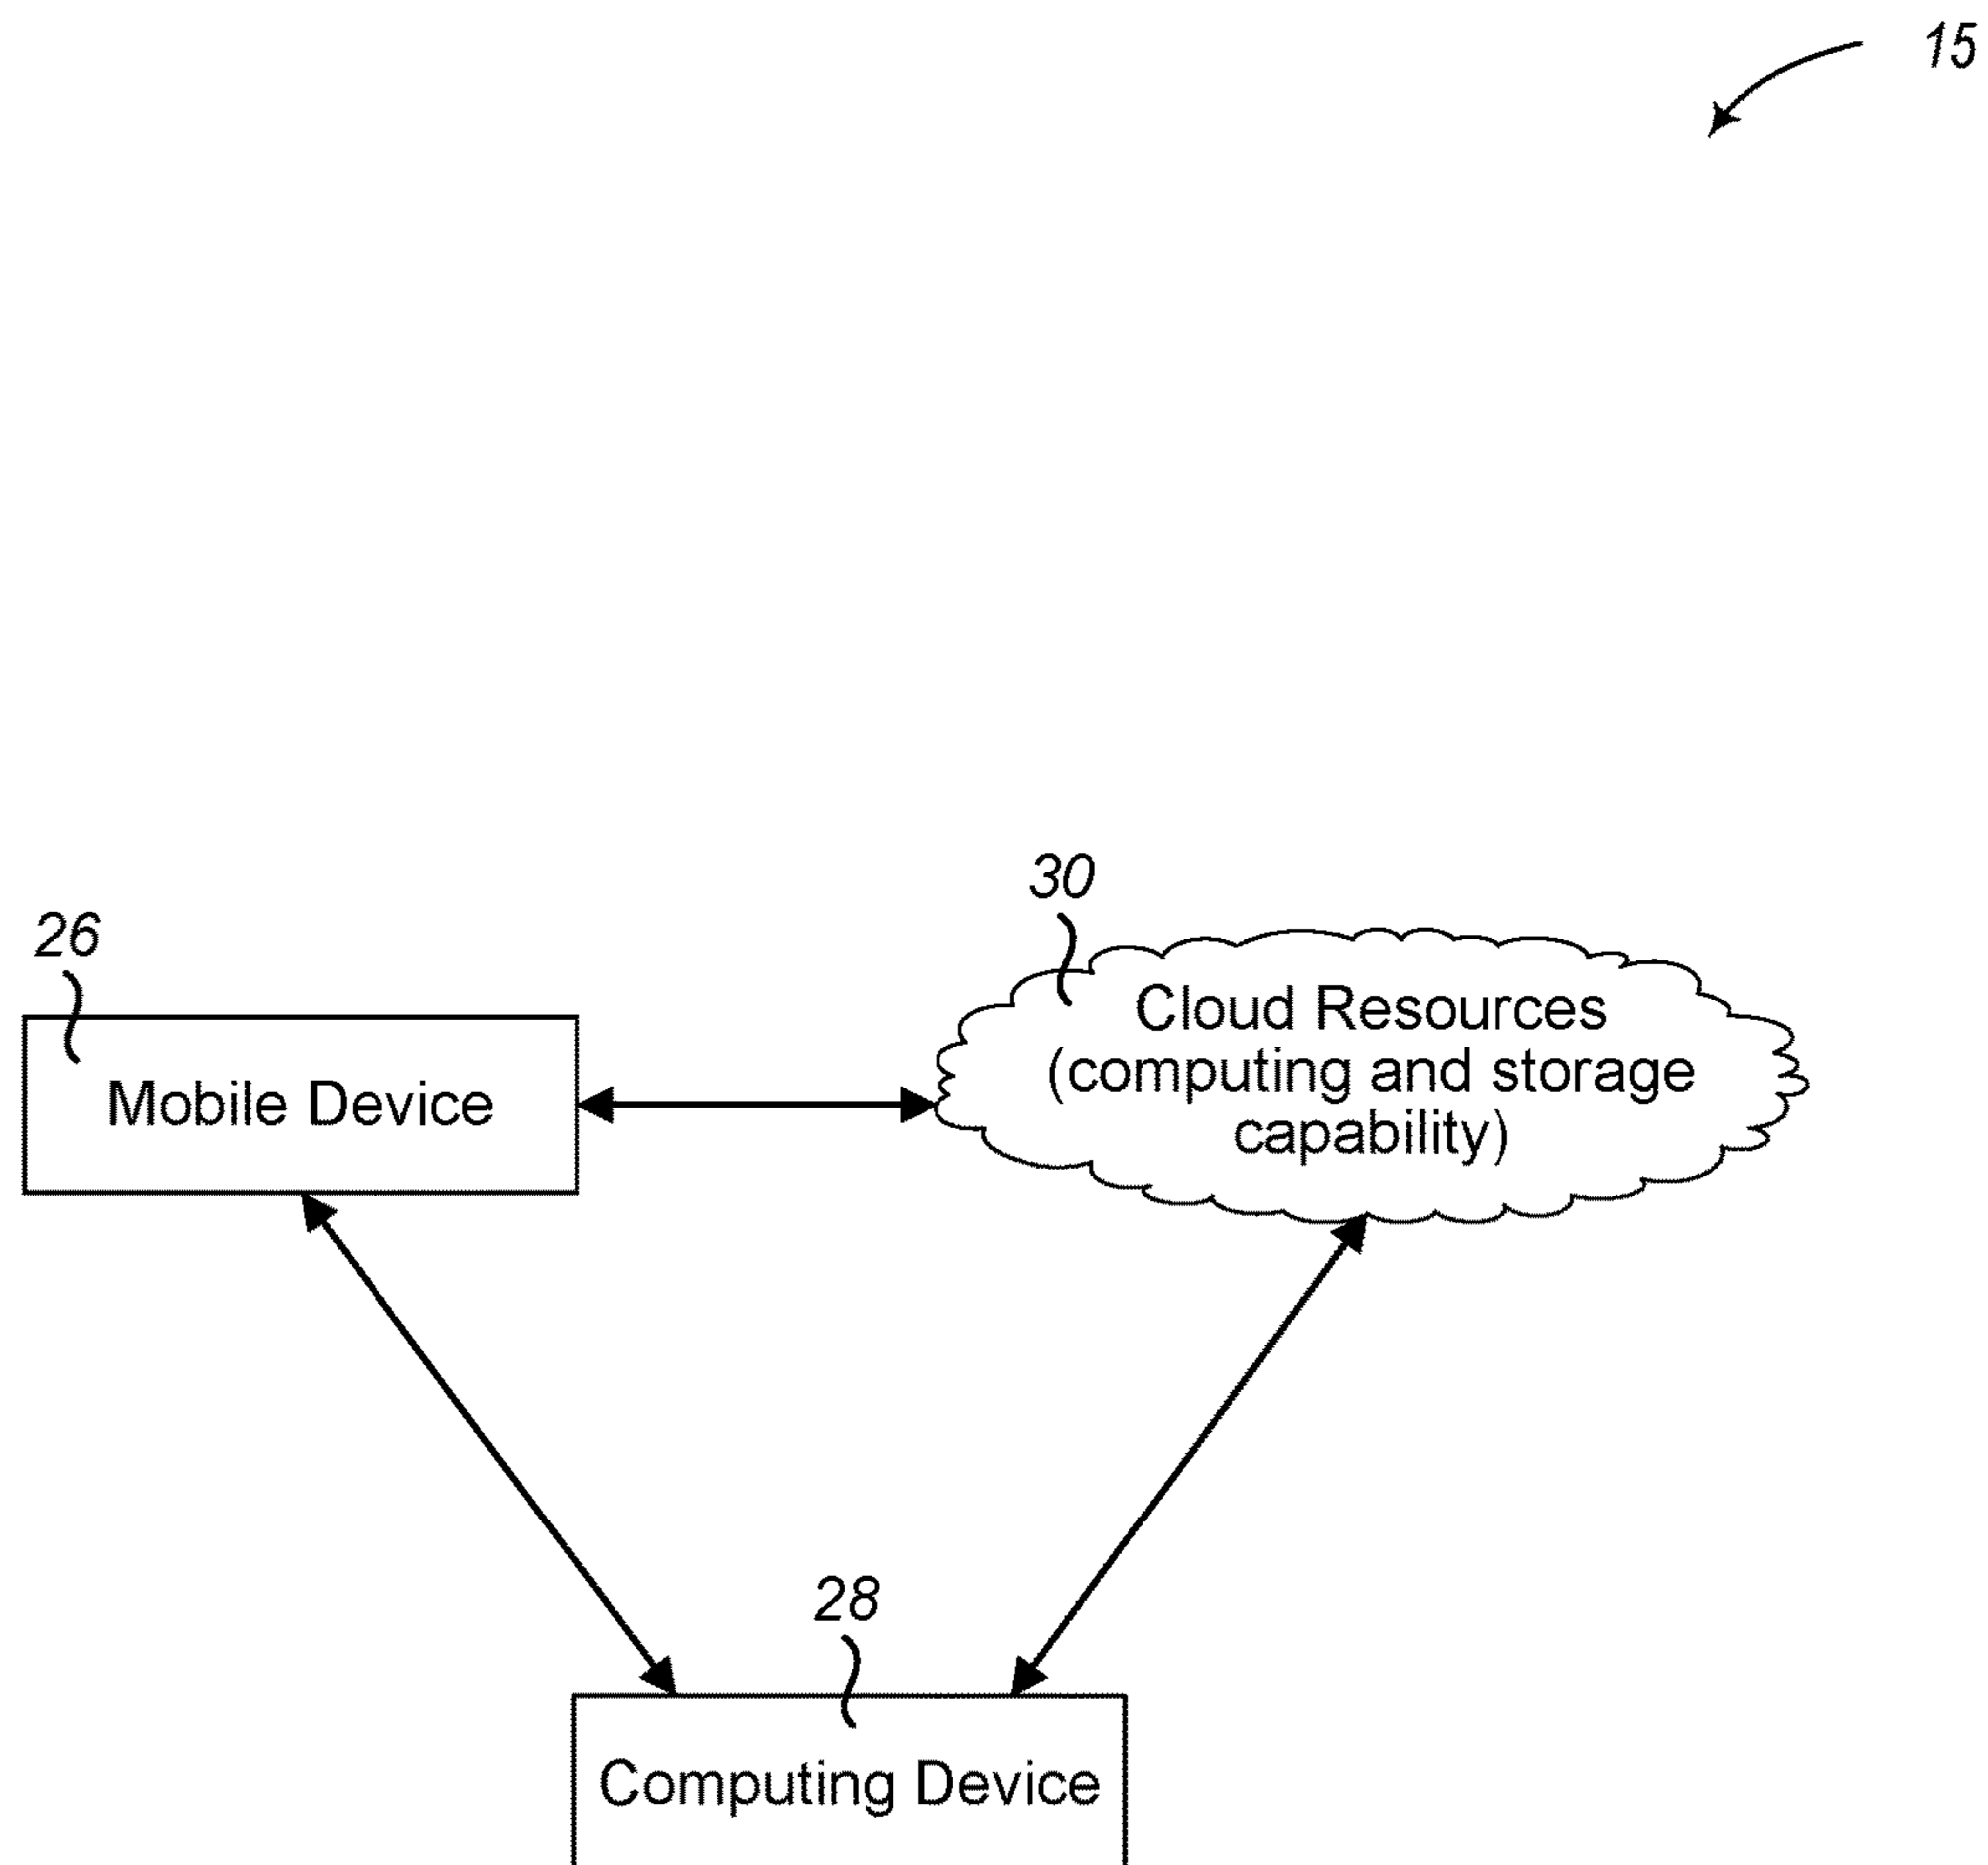 15
30
26
Cloud Resources
(computing and storage
capability)
Mobile Device
28
Computing Device